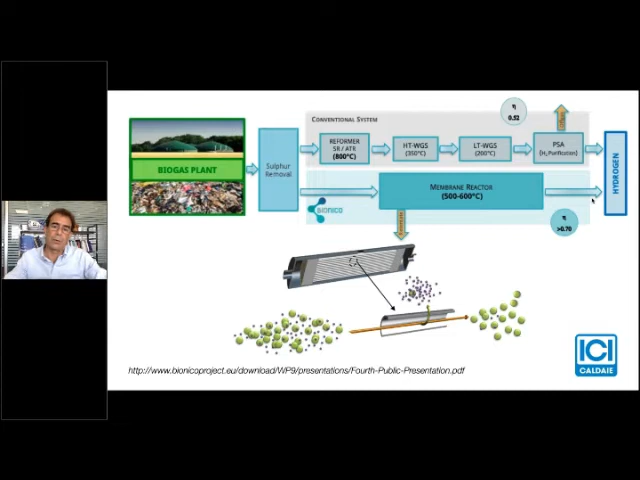 CONVENTIONAL SYSTEM
η
0.52
REFORMER
SR / ATR
(800°C)
HT-WGS
(350°C)
LT-WGS
(200°C)
PSA
(H₂ Purification)
BIOGAS PLANT
Sulphur
Removal
HYDROGEN
MEMBRANE REACTOR
(500-600°C)
BIONICO
η
>0.70
http://www.bionicoproject.eu/download/WP9/presentations/Fourth-Public-Presentation.pdf
ICI
CALDAIE